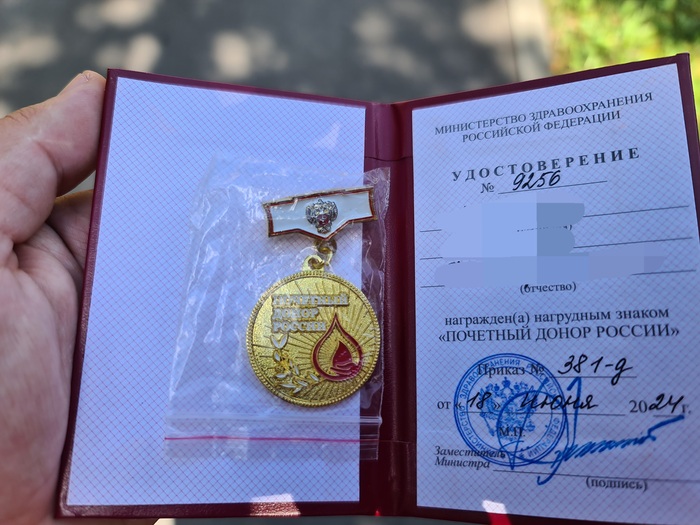 ПОЧЕТНЫЙ
ДОНОР
РОССИИ
МИНИСТЕРСТВО ЗДРАВООХРАНЕНИЯ
РОССИЙСКОЙ ФЕДЕРАЦИИ
УДОСТОВЕРЕНИЕ
№ 9256
(отчество)
награжден(а) нагрудным знаком
«ПОЧЕТНЫЙ ДОНОР РОССИИ»
Приказ № 381-д
от «18» июня 2024г.
М.П.
Заместитель
Министра
(подпись)